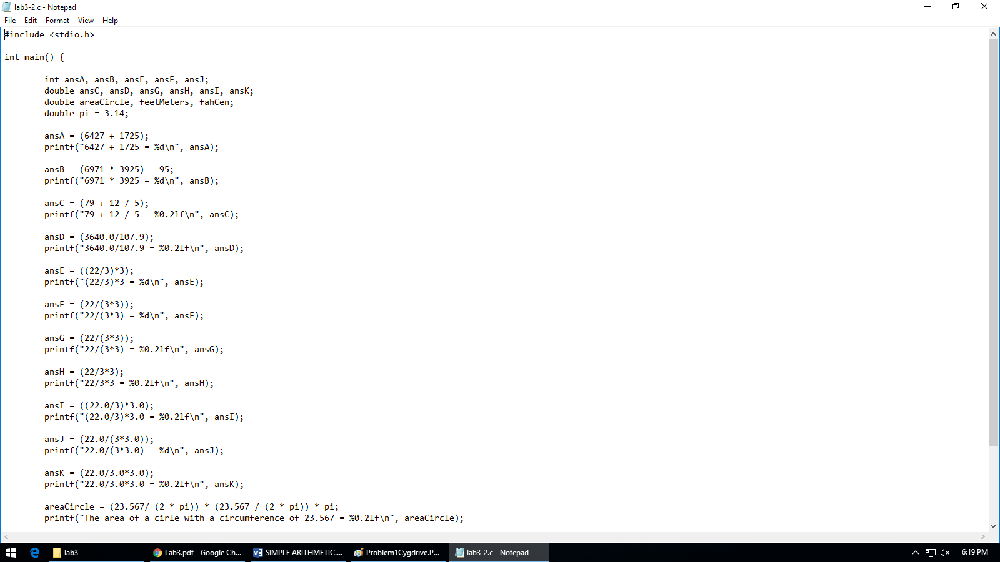 lab3-2.c - Notepad
File Edit Format View Help
#include <stdio.h>
int main() {
int ansA, ansB, ansE, ansF, ansJ;
double ansC, ansD, ansG, ansH, ansI, ansK;
double areaCircle, feetMeters, fahCen;
double pi = 3.14;
ansA = (6427 + 1725);
printf("6427 + 1725 = %d\n", ansA);
ansB = (6971 * 3925) - 95;
printf("6971 * 3925 = %d\n", ansB);
ansC = (79 + 12 / 5);
printf("79 + 12 / 5 = %0.2lf\n", ansC);
ansD = (3640.0/107.9);
printf("3640.0/107.9 = %0.2lf\n", ansD);
ansE = ((22/3)*3);
printf("(22/3)*3 = %d\n", ansE);
ansF = (22/(3*3));
printf("22/(3*3) = %d\n", ansF);
ansG = (22/(3*3));
printf("22/(3*3) = %0.2lf\n", ansG);
ansH = (22/3*3);
printf("22/3*3 = %0.2lf\n", ansH);
ansI = ((22.0/3)*3.0);
printf("(22.0/3)*3.0 = %0.2lf\n", ansI);
ansJ = (22.0/(3*3.0));
printf("22.0/(3*3.0) = %d\n", ansJ);
ansK = (22.0/3.0*3.0);
printf("22.0/3.0*3.0 = %0.2lf\n", ansK);
areaCircle = (23.567/ (2 * pi)) * (23.567 / (2 * pi)) * pi;
printf("The area of a cirle with a circumference of 23.567 = %0.2lf\n", areaCircle);
lab3 Lab3.pdf - Google Ch... SIMPLE ARITHMETIC.... Problem1Cygdrive.P... lab3-2.c - Notepad 6:19 PM